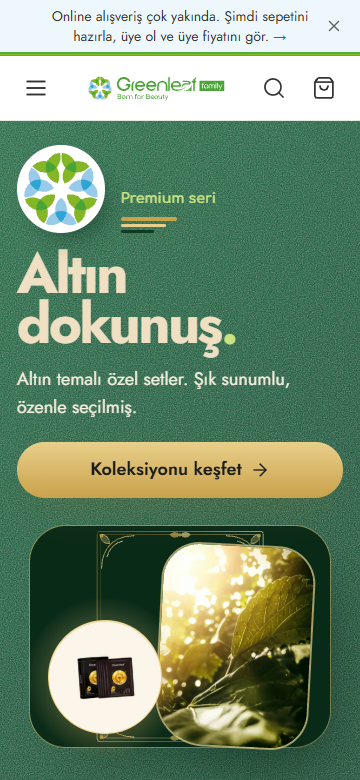 Online alışveriş çok yakında. Şimdi sepetini
hazırla, üye ol ve üye fiyatını gör. →
Greenleaf family
Born for Beauty
Premium seri
Altın
dokunuş.
Altın temalı özel setler. Şık sunumlu,
özenle seçilmiş.
Koleksiyonu keşfet →